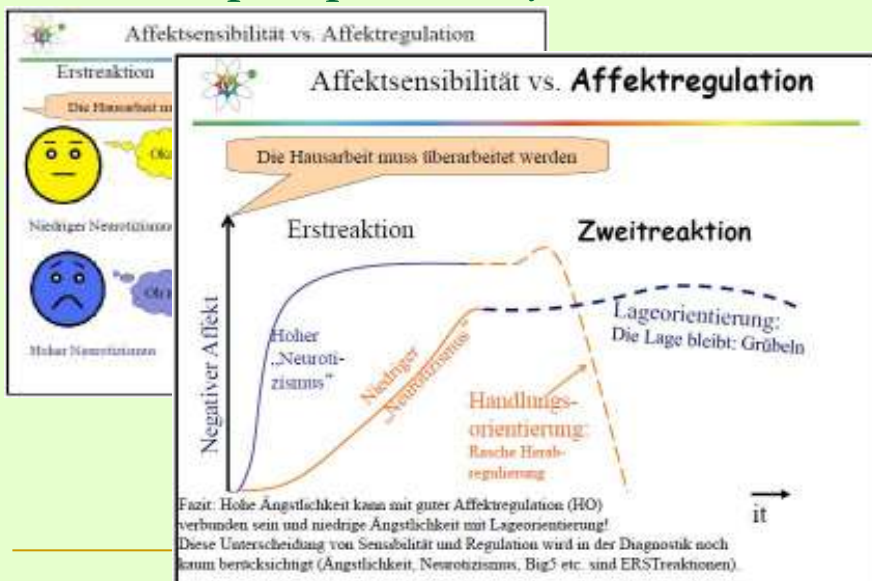 Affektsensibilität vs. Affektregulation
Erstreaktion
Die Hausarbeit
Niedriger Neurotizismus
Hoher Neurotizismus
Affektsensibilität vs. Affektregulation
Die Hausarbeit muss überarbeitet werden
Erstreaktion
Zweitreaktion
Negativer Affekt
Hoher
„Neuroti-
zismus“
Niedriger
„Neurotizismus“
Lageorientierung:
Die Lage bleibt: Grübeln
Handlungs-
orientierung:
Rasche Herab-
regulierung
it
Fazit: Hohe Ängstlichkeit kann mit guter Affektregulation (HO)
verbunden sein und niedrige Ängstlichkeit mit Lageorientierung!
Diese Unterscheidung von Sensibilität und Regulation wird in der Diagnostik noch
kaum berücksichtigt (Ängstlichkeit, Neurotizismus, Big5 etc. sind ERSTreaktionen).